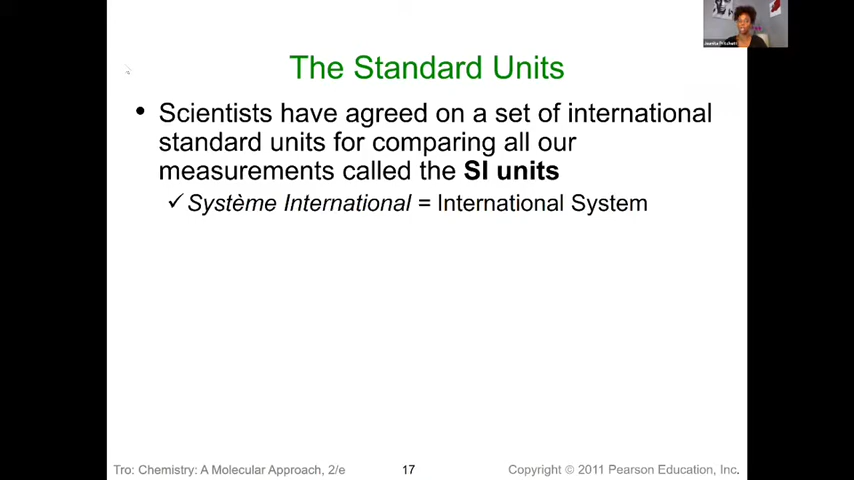 The Standard Units
• Scientists have agreed on a set of international
standard units for comparing all our
measurements called the SI units
✓ Système International = International System
Tro: Chemistry: A Molecular Approach, 2/e
17
Copyright © 2011 Pearson Education, Inc.